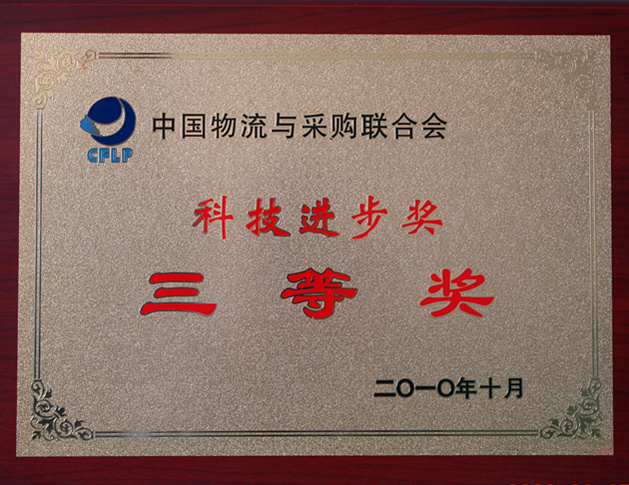 中国物流与采购联合会
CFLP
科技进步奖
三等奖
二〇一〇年十月